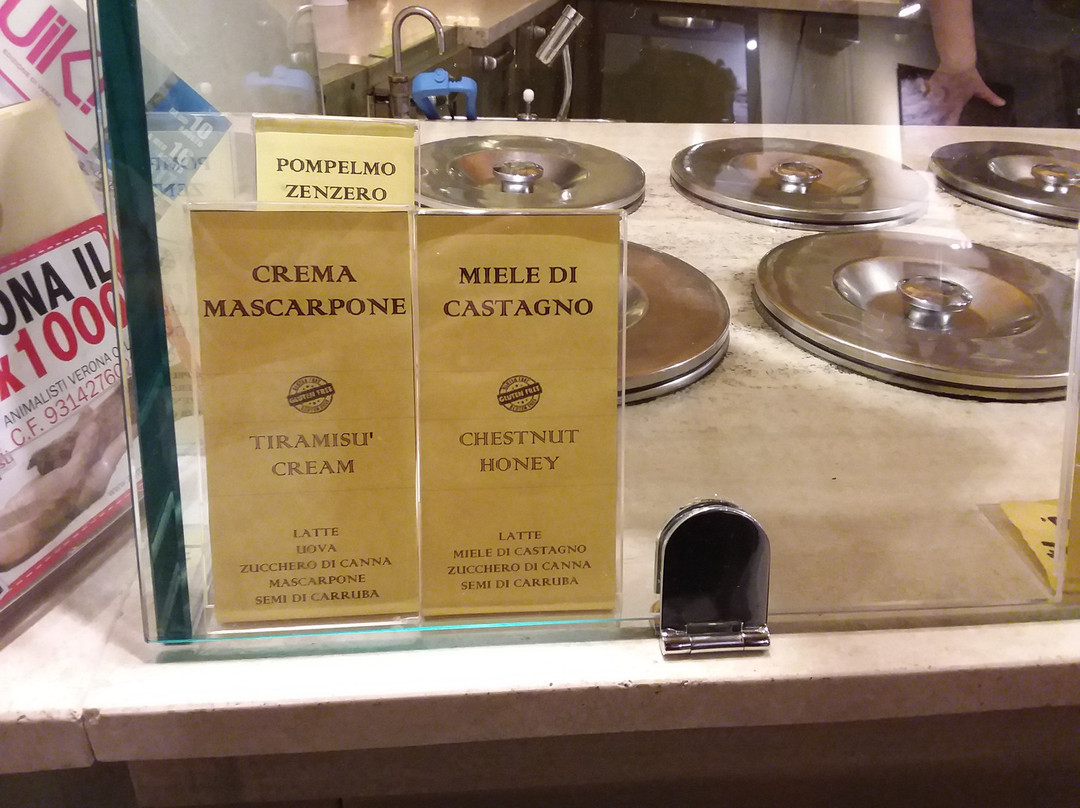 UIK
ONA IL
x1000
ANIMALISTI VERONA O
C.F. 93142760
POMPELMO
ZENZERO
CREMA
MASCARPONE
GLUTEN FREE
TIRAMISU'
CREAM
LATTE
UOVA
ZUCCHERO DI CANNA
MASCARPONE
SEMI DI CARRUBA
MIELE DI
CASTAGNO
GLUTEN FREE
CHESTNUT
HONEY
LATTE
MIELE DI CASTAGNO
ZUCCHERO DI CANNA
SEMI DI CARRUBA